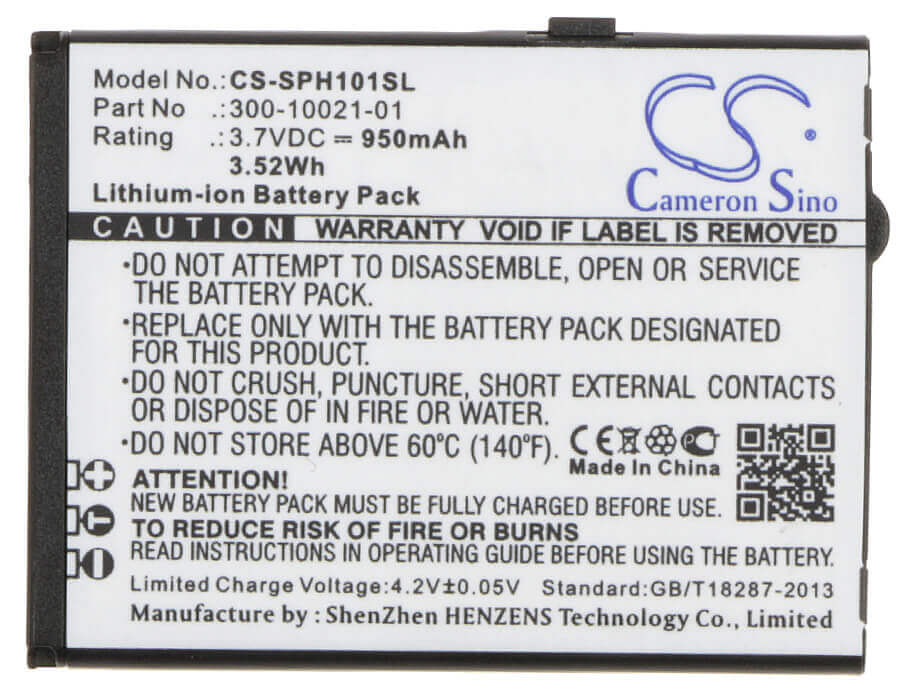 Model No.: CS-SPH101SL
Part No .: 300-10021-01
Rating : 3.7VDC ⎓ 950mAh
3.52Wh
Lithium-ion Battery Pack
CS
Cameron Sino
CAUTION WARRANTY VOID IF LABEL IS REMOVED
•DO NOT ATTEMPT TO DISASSEMBLE, OPEN OR SERVICE
THE BATTERY PACK.
•REPLACE ONLY WITH THE BATTERY PACK DESIGNATED
FOR THIS PRODUCT.
•DO NOT CRUSH, PUNCTURE, SHORT EXTERNAL CONTACTS
OR DISPOSE OF IN FIRE OR WATER.
•DO NOT STORE ABOVE 60°C (140°F).
CE
Made In China
ATTENTION!
NEW BATTERY PACK MUST BE FULLY CHARGED BEFORE USE.
TO REDUCE RISK OF FIRE OR BURNS
READ INSTRUCTIONS IN OPERATING GUIDE BEFORE USING THE BATTERY.
Limited Charge Voltage:4.2V±0.05V Standard:GB/T18287-2013
Manufacturer : ShenZhen HENZENS Technology Co., Limited